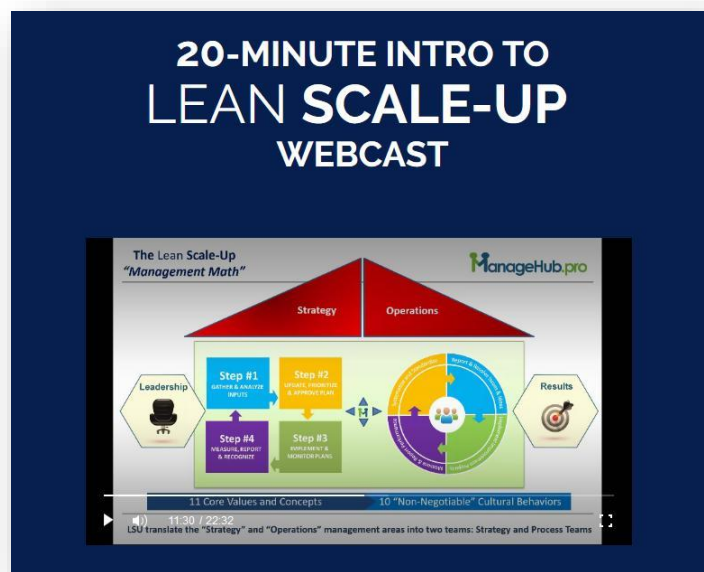 20-MINUTE INTRO TO
LEAN SCALE-UP
WEBCAST
The Lean Scale-Up
"Management Math"
ManageHub.pro
Strategy
Operations
Leadership
Step #1
GATHER & ANALYZE
INPUTS
Step #2
UPDATE, PRIORITIZE
& APPROVE PLAN
Step #4
MEASURE, REPORT
& RECOGNIZE
Step #3
IMPLEMENT &
MONITOR PLANS
Results
11 Core Values and Concepts
10 "Non-Negotiable" Cultural Behaviors
11:30 / 22:32
LSU translate the "Strategy" and "Operations" management areas into two teams: Strategy and Process Teams